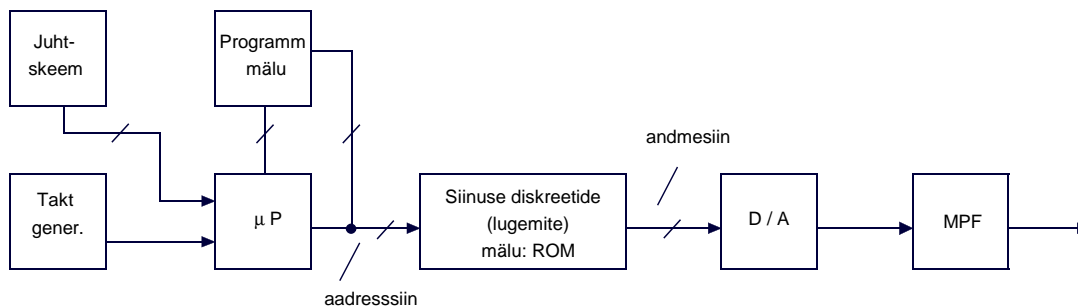 Juht-
skeem
Programm
mälu
andmesiin
Takt
gener.
μ P
Siinuse diskreetide
(lugemite)
mälu: ROM
D / A
MPF
aadresssiin